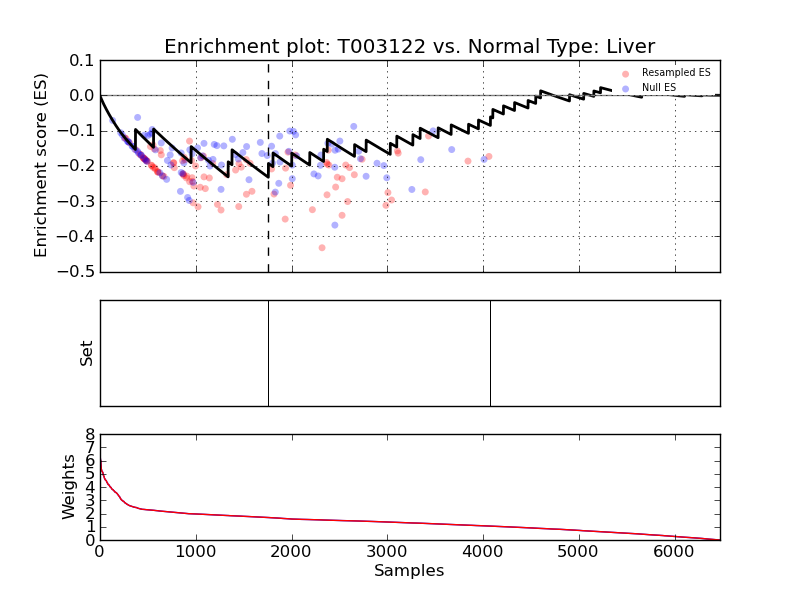 Enrichment plot: T003122 vs. Normal Type: Liver
Enrichment score (ES)
0.1
0.0
−0.1
−0.2
−0.3
−0.4
−0.5
Resampled ES
Null ES
Set
Weights
8
7
6
5
4
3
2
1
0
0 1000 2000 3000 4000 5000 6000
Samples